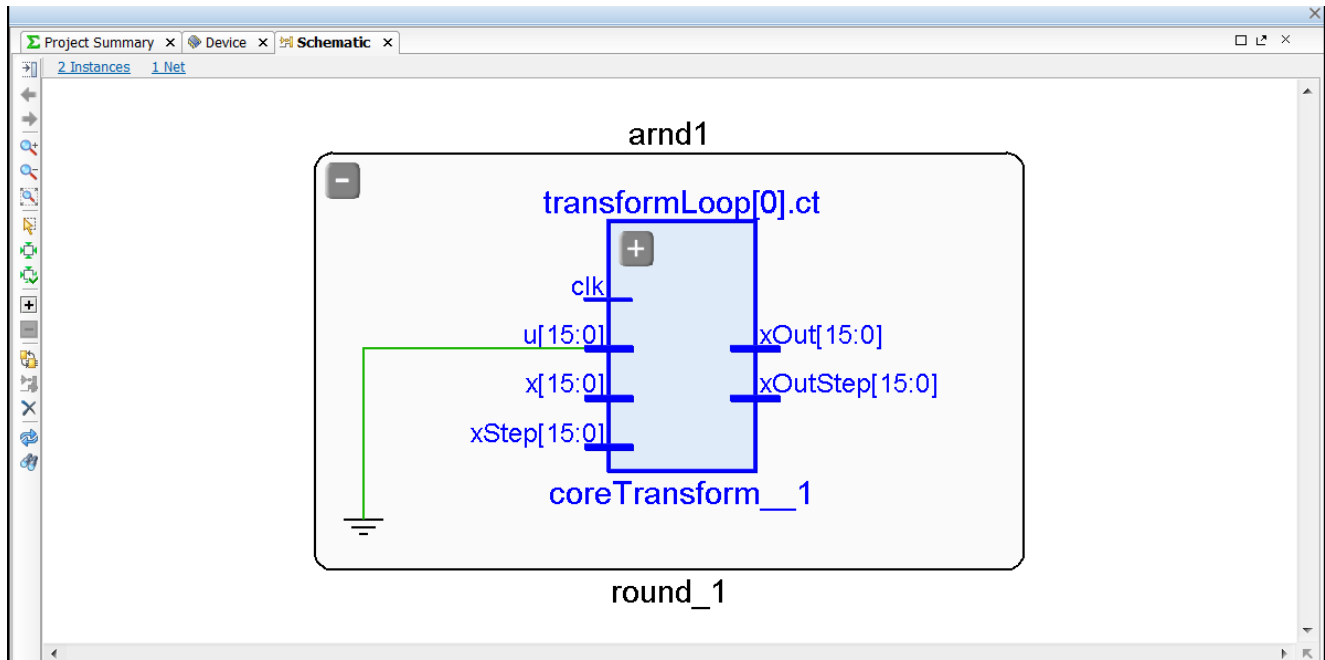 Project Summary Device Schematic
2 Instances 1 Net
arnd1
transformLoop[0].ct
clk
u[15:0] xOut[15:0]
x[15:0] xOutStep[15:0]
xStep[15:0]
coreTransform__1
round_1